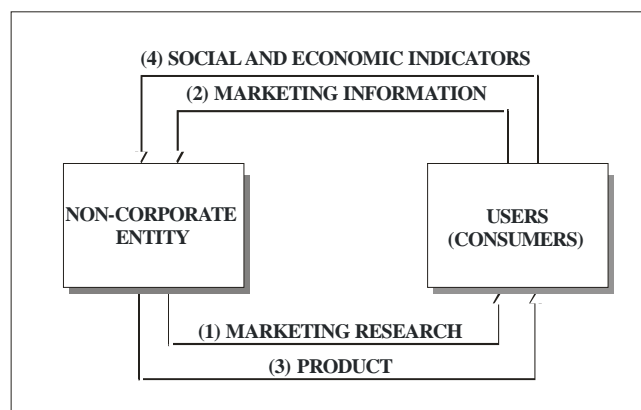 (4) SOCIAL AND ECONOMIC INDICATORS
(2) MARKETING INFORMATION
NON-CORPORATE
ENTITY
USERS
(CONSUMERS)
(1) MARKETING RESEARCH
(3) PRODUCT